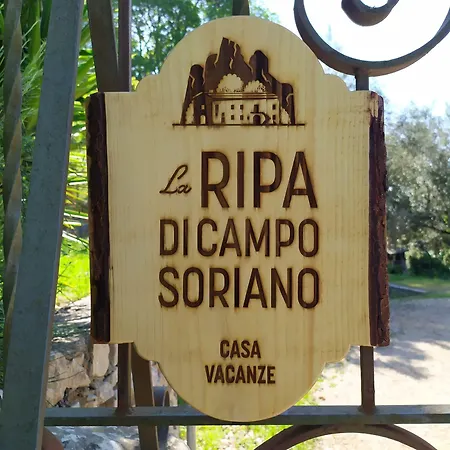 La RIPA
DI CAMPO
SORIANO
CASA
VACANZE